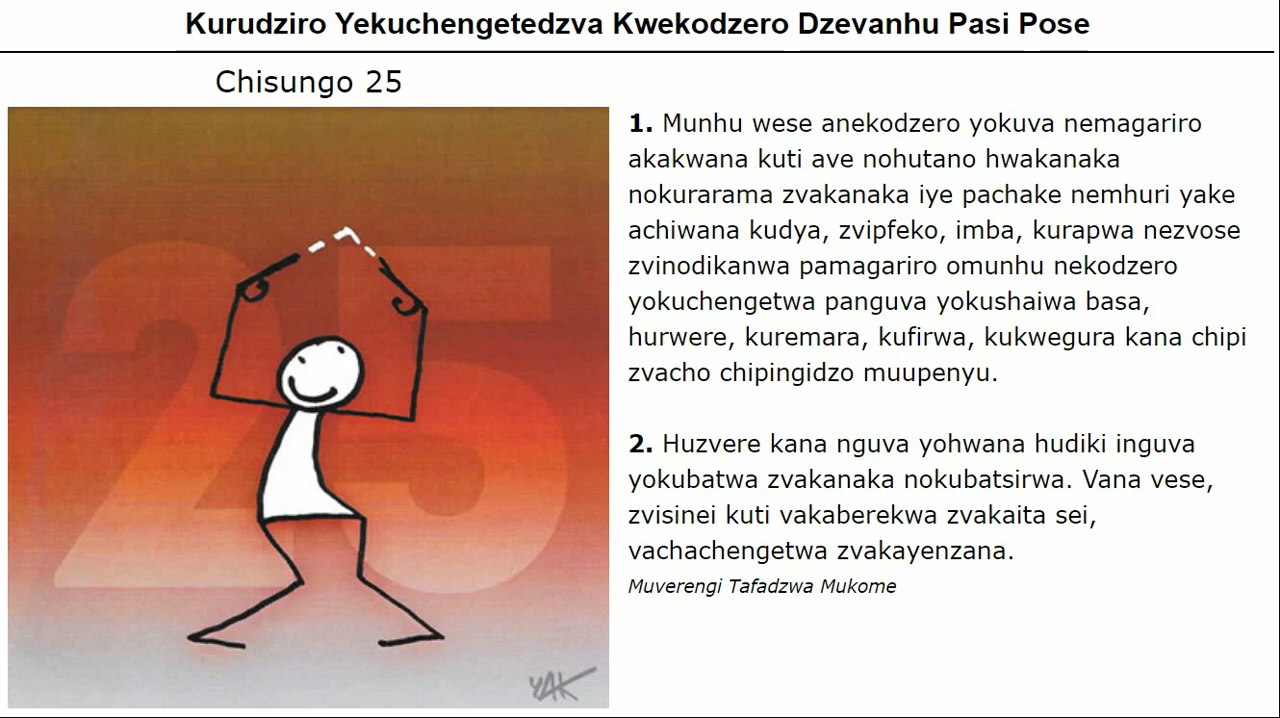 Kurudziro Yekuchengetedzva Kwekodzero Dzevanhu Pasi Pose
Chisungo 25
25
YAK
1. Munhu wese anekodzero yokuva nemagariro
akakwana kuti ave nohutano hwakanaka
nokurarama zvakanaka iye pachake nemhuri yake
achiwana kudya, zvipfeko, imba, kurapwa nezvose
zvinodikanwa pamagariro omunhu nekodzero
yokuchengetwa panguva yokushaiwa basa,
hurwere, kuremara, kufirwa, kukwegura kana chipi
zvacho chipingidzo muupenyu.
2. Huzvere kana nguva yohwana hudiki inguva
yokubatwa zvakanaka nokubatsirwa. Vana vese,
zvisinei kuti vakaberekwa zvakaita sei,
vachachengetwa zvakayenzana.
Muverengi Tafadzwa Mukome